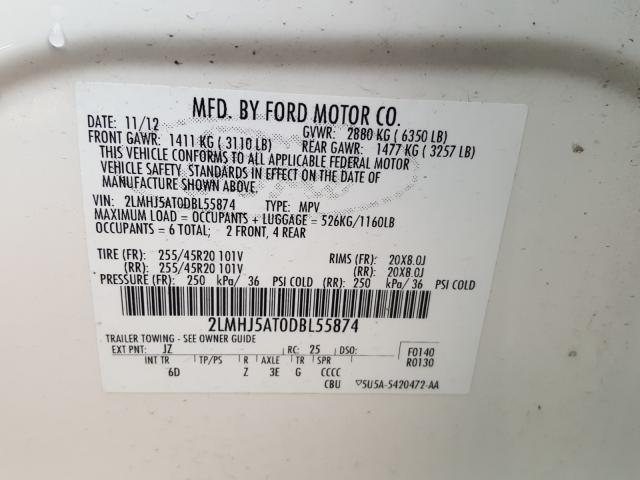 MFD. BY FORD MOTOR CO.
DATE: 11/12 GVWR: 2880 KG ( 6350 LB)
FRONT GAWR: 1411 KG ( 3110 LB) REAR GAWR: 1477 KG ( 3257 LB)
THIS VEHICLE CONFORMS TO ALL APPLICABLE FEDERAL MOTOR
VEHICLE SAFETY STANDARDS IN EFFECT ON THE DATE OF
MANUFACTURE SHOWN ABOVE.
VIN: 2LMHJ5AT0DBL55874 TYPE: MPV
MAXIMUM LOAD = OCCUPANTS + LUGGAGE = 526KG/1160LB
OCCUPANTS = 6 TOTAL; 2 FRONT, 4 REAR
TIRE (FR): 255/45R20 101V RIMS (FR): 20X8.0J
(RR): 255/45R20 101V (RR): 20X8.0J
PRESSURE (FR): 250 kPa/ 36 PSI COLD (RR): 250 kPa/ 36 PSI COLD
2LMHJ5AT0DBL55874
TRAILER TOWING - SEE OWNER GUIDE
EXT PNT: JZ RC: 25 DSO: F0140
INT TR TP/PS R AXLE TR SPR R0130
6D Z 3E G CCCC
CBU 5U5A-5420472-AA